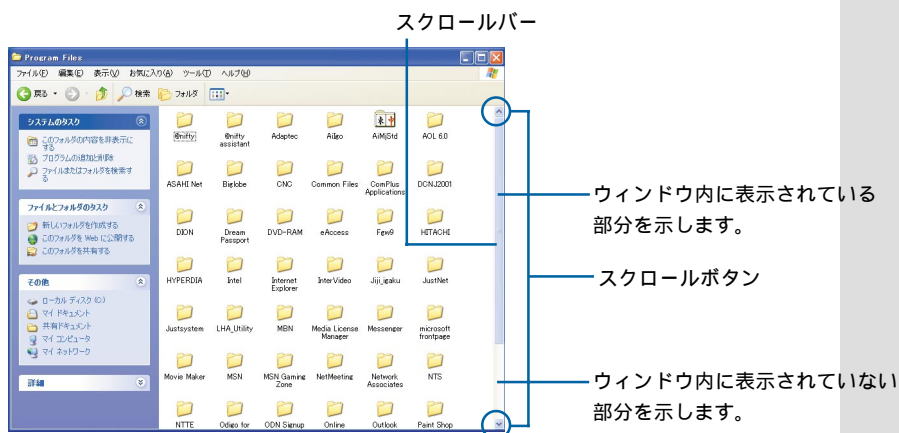 スクロールバー
Program Files
ファイル(F) 編集(E) 表示(V) お気に入り(A) ツール(T) ヘルプ(H)
戻る 検索 フォルダ
システムのタスク
このフォルダの内容を非表示に
する
プログラムの追加と削除
ファイルまたはフォルダを検索す
る
ファイルとフォルダのタスク
新しいフォルダを作成する
このフォルダを Web に公開する
このフォルダを共有する
その他
ローカル ディスク (C)
マイ ドキュメント
共有ドキュメント
マイ コンピュータ
マイ ネットワーク
詳細
@nifty @nifty assistant Adaptec Ailgo AiMjStd AOL 6.0
ASAHI Net Biglobe CNC Common Files ComPlus Applications DCNJ2001
DION Dream Passport DVD-RAM eAccess Fgw9 HITACHI
HYPERDIA Intel Internet Explorer InterVideo Jiji_igaku JustNet
Justsystem LHA_Utility MBN Media License Manager Messenger microsoft frontpage
Movie Maker MSN MSN Gaming Zone NetMeeting Network Associates NTS
NTTE Odigo for ODN Signup Online Outlook Paint Shop
ウィンドウ内に表示されている
部分を示します。
スクロールボタン
ウィンドウ内に表示されていない
部分を示します。